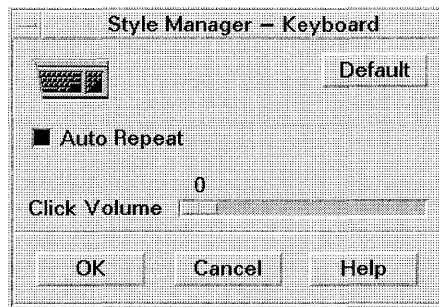 Style Manager – Keyboard
Default
Auto Repeat
0
Click Volume
OK Cancel Help